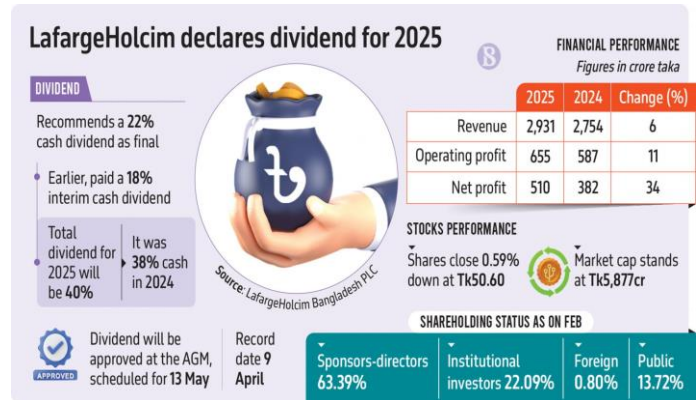 LafargeHolcim declares dividend for 2025
DIVIDEND
Recommends a 22%
cash dividend as final
Earlier, paid a 18%
interim cash dividend
Total
dividend for
2025 will
be 40%
It was
38% cash
in 2024
৳
Source: LafargeHolcim Bangladesh PLC
APPROVED
Dividend will be
approved at the AGM,
scheduled for 13 May
Record
date 9
April
FINANCIAL PERFORMANCE
Figures in crore taka
2025 2024 Change (%)
Revenue 2,931 2,754 6
Operating profit 655 587 11
Net profit 510 382 34
STOCKS PERFORMANCE
Shares close 0.59%
down at Tk50.60
Market cap stands
at Tk5,877cr
SHAREHOLDING STATUS AS ON FEB
Sponsors-directors
63.39%
Institutional
investors 22.09%
Foreign
0.80%
Public
13.72%